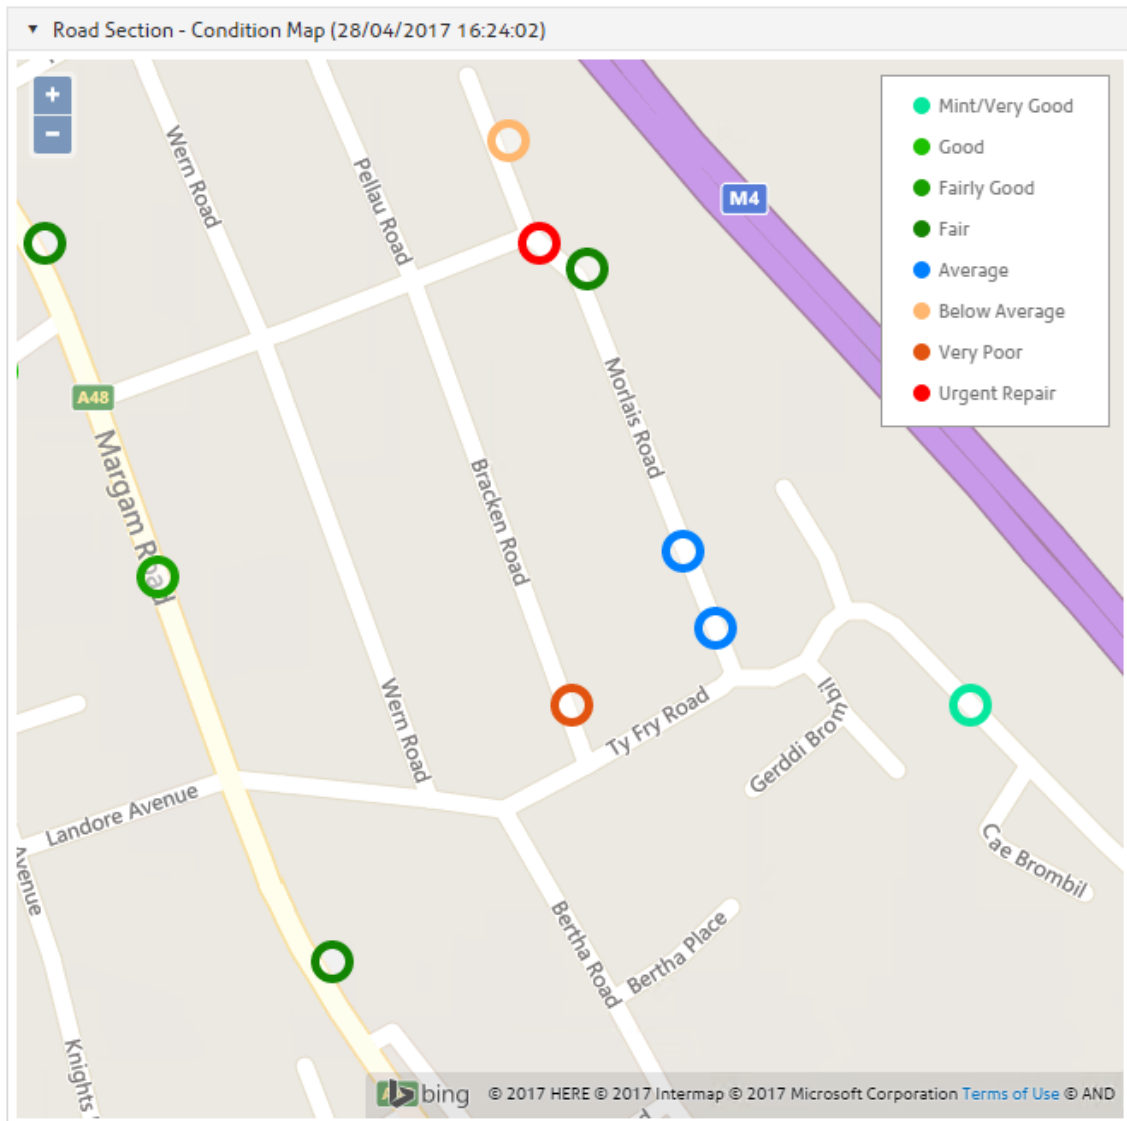 Road Section - Condition Map (28/04/2017 16:24:02)
+
−
Mint/Very Good
Good
Fairly Good
Fair
Average
Below Average
Very Poor
Urgent Repair
M4
Wern Road
Pellau Road
A48
Margam Road
Morlais Road
Bracken Road
Wern Road
Ty Fry Road
Gerddi Brombil
Landore Avenue
Cae Brombil
Avenue
Bertha Road
Bertha Place
Knights
bing
© 2017 HERE © 2017 Intermap © 2017 Microsoft Corporation Terms of Use © AND